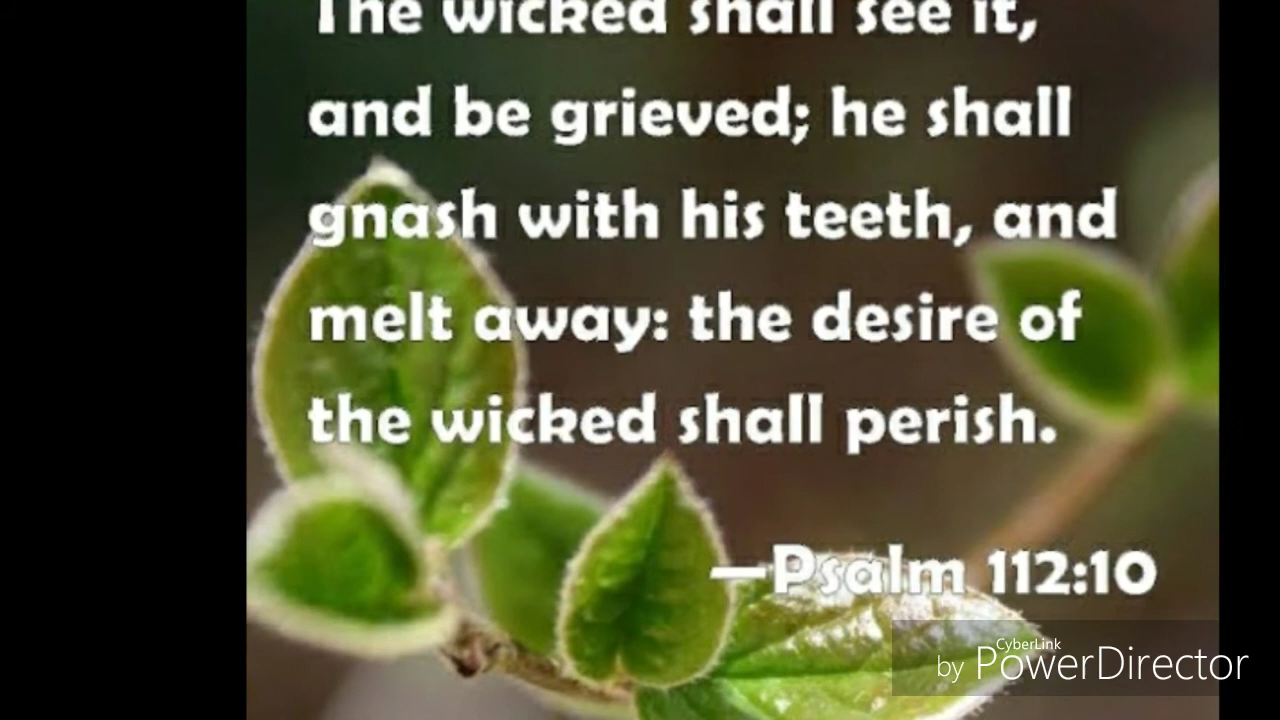 The wicked shall see it,
and be grieved; he shall
gnash with his teeth, and
melt away: the desire of
the wicked shall perish.
—Psalm 112:10
CyberLink
by PowerDirector